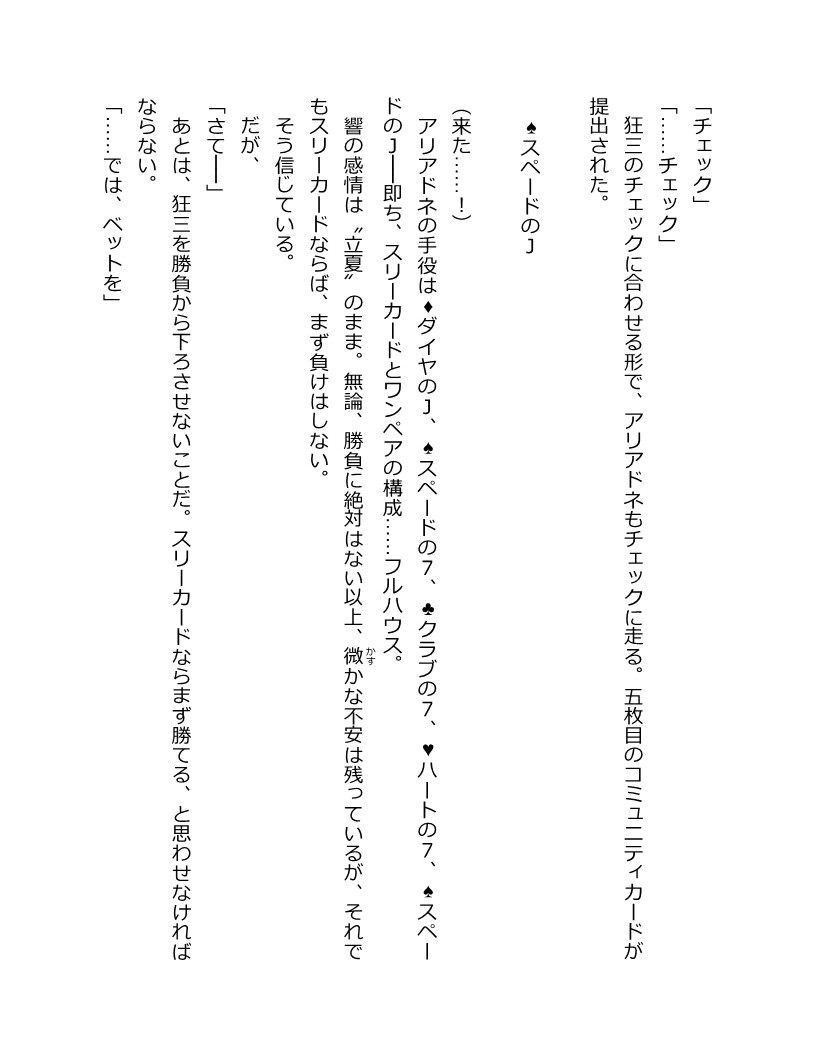 「チェック」
「……チェック」
　狂三のチェックに合わせる形で、アリアドネもチェックに走る。五枚目のコミュニティカードが
提出された。
♠スペードのJ
(来た……！)
　アリアドネの手役は♦ダイヤのJ、♠スペードの7、♣クラブの7、♥ハートの7、♠スペー
ドのJ――即ち、スリーカードとワンペアの構成……フルハウス。
　響の感情は〝立夏〟のまま。無論、勝負に絶対はない以上、微かな不安は残っているが、それで
かす
もスリーカードならば、まず負けはしない。
　そう信じている。
　だが、
「さて――」
　あとは、狂三を勝負から下ろさせないことだ。スリーカードならまず勝てる、と思わせなければ
ならない。
「……では、ベットを」